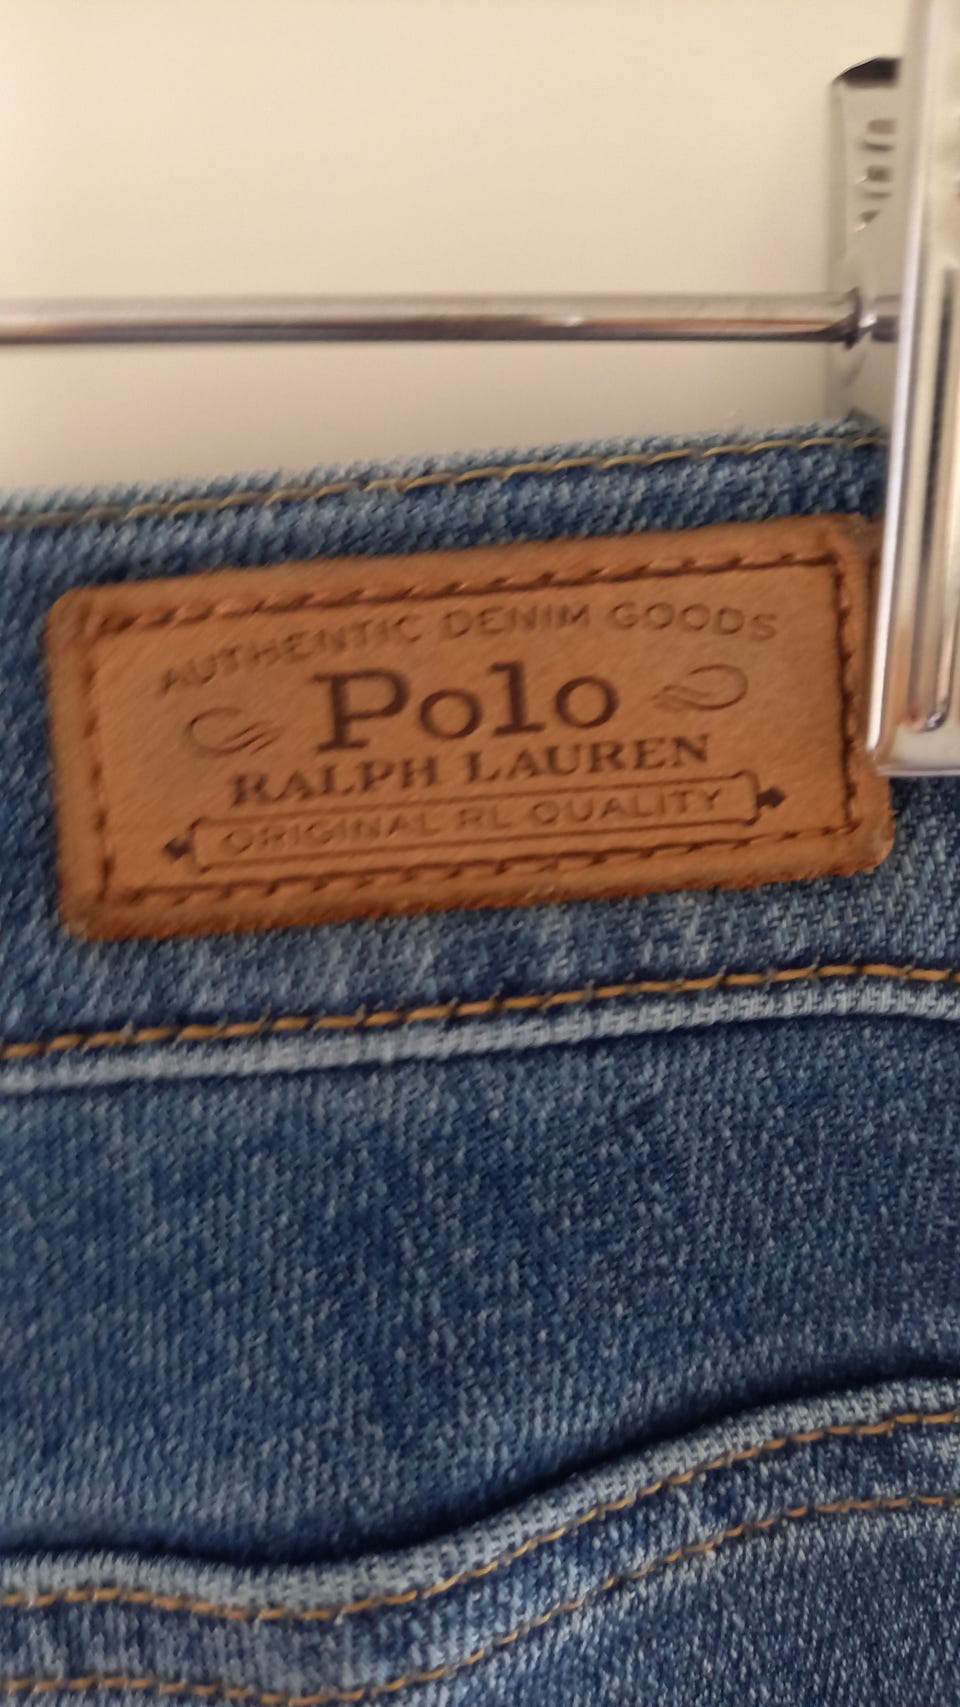 AUTHENTIC DENIM GOODS
Polo
RALPH LAUREN
ORIGINAL RL QUALITY